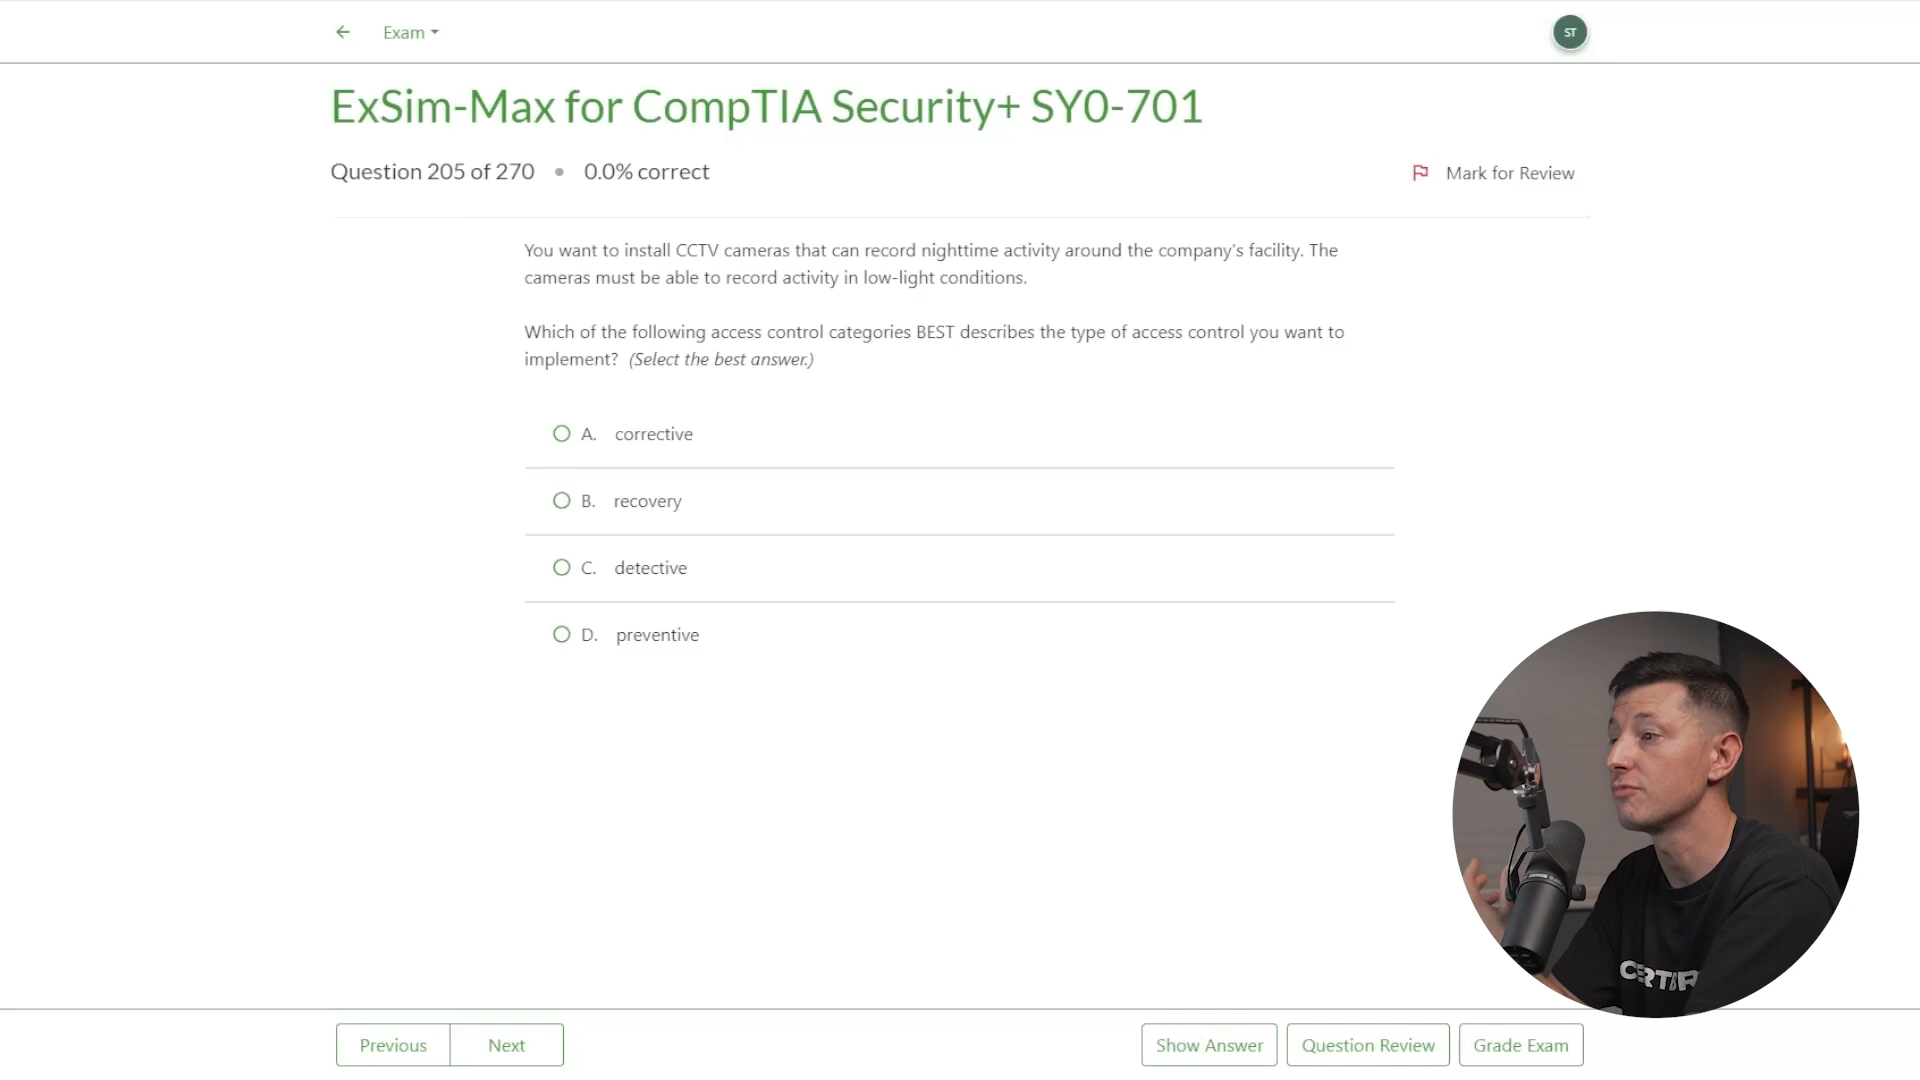 Exam
ST
ExSim-Max for CompTIA Security+ SY0-701
Question 205 of 270 • 0.0% correct
Mark for Review
You want to install CCTV cameras that can record nighttime activity around the company's facility. The
cameras must be able to record activity in low-light conditions.
Which of the following access control categories BEST describes the type of access control you want to
implement? (Select the best answer.)
A. corrective
B. recovery
C. detective
D. preventive
Previous
Next
Show Answer
Question Review
Grade Exam